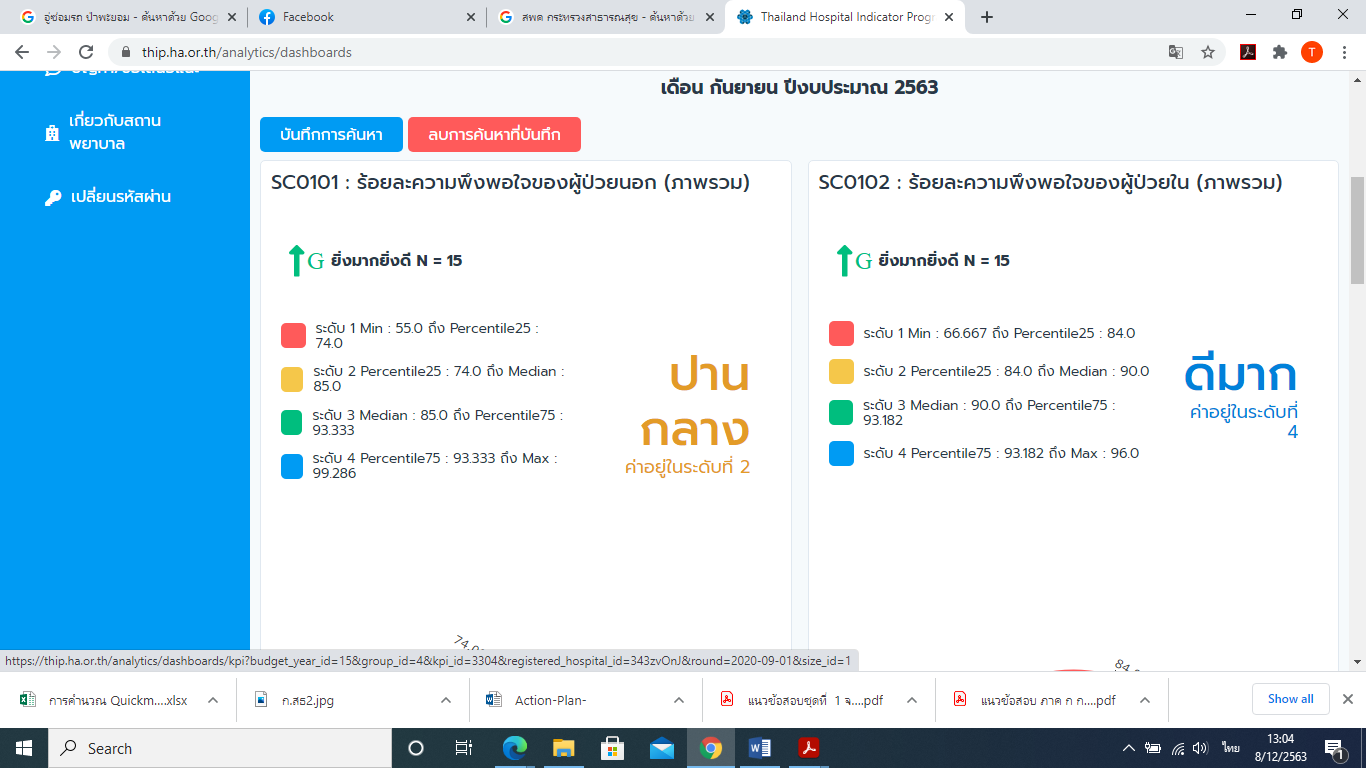 อู่ซ่อมรถ ป่าพะยอม - ค้นหาด้วย Goog
Facebook
สพด กระทรวงสาธารณสุข - ค้นหาด้วย
Thailand Hospital Indicator Progr
thip.ha.or.th/analytics/dashboards
T
เกี่ยวกับสถาน
พยาบาล
เปลี่ยนรหัสผ่าน
เดือน กันยายน ปีงบประมาณ 2563
บันทึกการค้นหา
ลบการค้นหาที่บันทึก
SC0101 : ร้อยละความพึงพอใจของผู้ป่วยนอก (ภาพรวม)
G ยิ่งมากยิ่งดี N = 15
ระดับ 1 Min : 55.0 ถึง Percentile25 :
74.0
ระดับ 2 Percentile25 : 74.0 ถึง Median :
85.0
ระดับ 3 Median : 85.0 ถึง Percentile75 :
93.333
ระดับ 4 Percentile75 : 93.333 ถึง Max :
99.286
ปาน
กลาง
ค่าอยู่ในระดับที่ 2
SC0102 : ร้อยละความพึงพอใจของผู้ป่วยใน (ภาพรวม)
G ยิ่งมากยิ่งดี N = 15
ระดับ 1 Min : 66.667 ถึง Percentile25 : 84.0
ระดับ 2 Percentile25 : 84.0 ถึง Median : 90.0
ระดับ 3 Median : 90.0 ถึง Percentile75 :
93.182
ระดับ 4 Percentile75 : 93.182 ถึง Max : 96.0
ดีมาก
ค่าอยู่ในระดับที่
4
https://thip.ha.or.th/analytics/dashboards/kpi?budget_year_id=15&group_id=4&kpi_id=3304&registered_hospital_id=343zvOnJ&round=2020-09-01&size_id=1
การคำนวณ Quickm....xlsx
ก.สธ2.jpg
Action-Plan-
แนวข้อสอบชุดที่ 1 จ....pdf
แนวข้อสอบ ภาค ก ก....pdf
Show all
Search
ไทย
13:04
8/12/2563
1